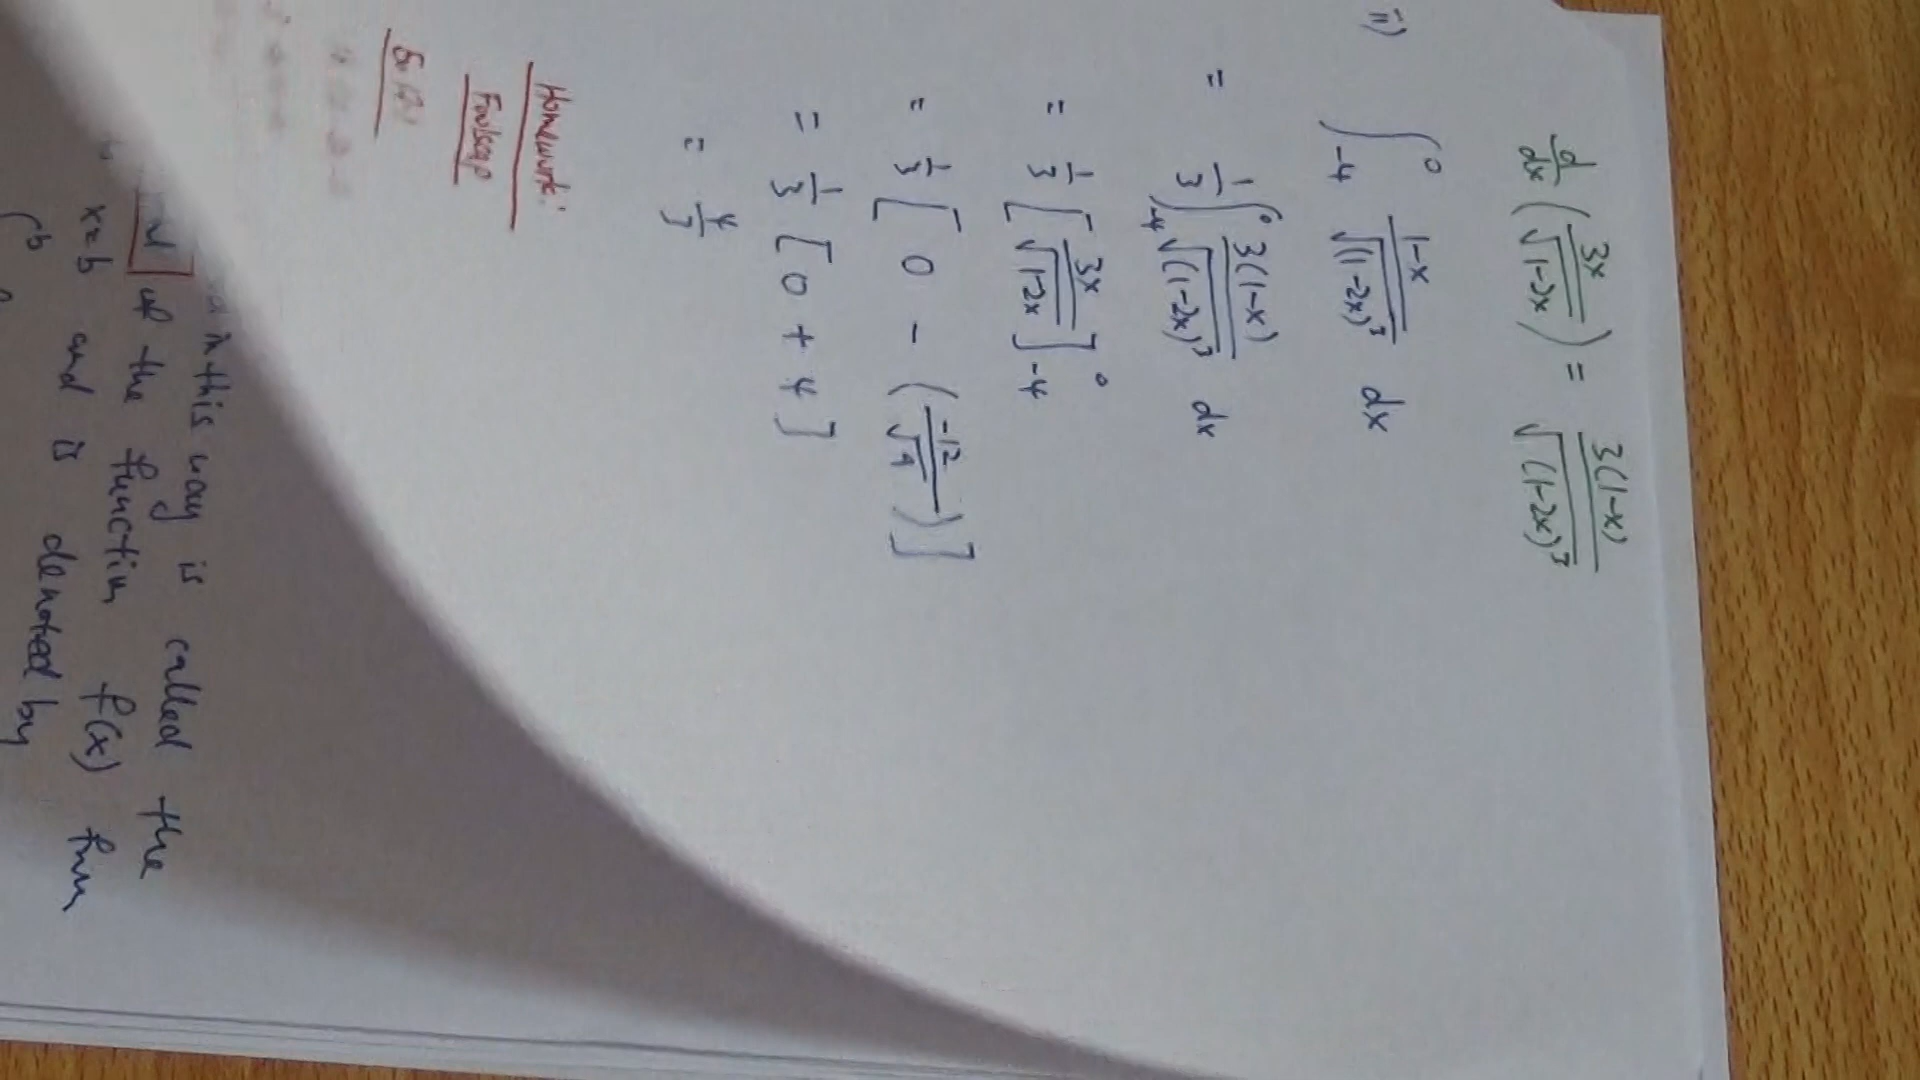 d/dx (3x/√(1-2x)) = 3(1-x)/√((1-2x)³)
ii) ∫₋₄⁰ (1-x)/√((1-2x)³) dx
= 1/3 ∫₋₄⁰ 3(1-x)/√((1-2x)³) dx
= 1/3 [3x/√(1-2x)]₋₄⁰
= 1/3 [0 - (-12/√9)]
= 1/3 [0 + 4]
= 4/3
Homework:
Foolscap
in this way is called the
of the function f(x) from
x=b and is denoted by
∫ᵇ